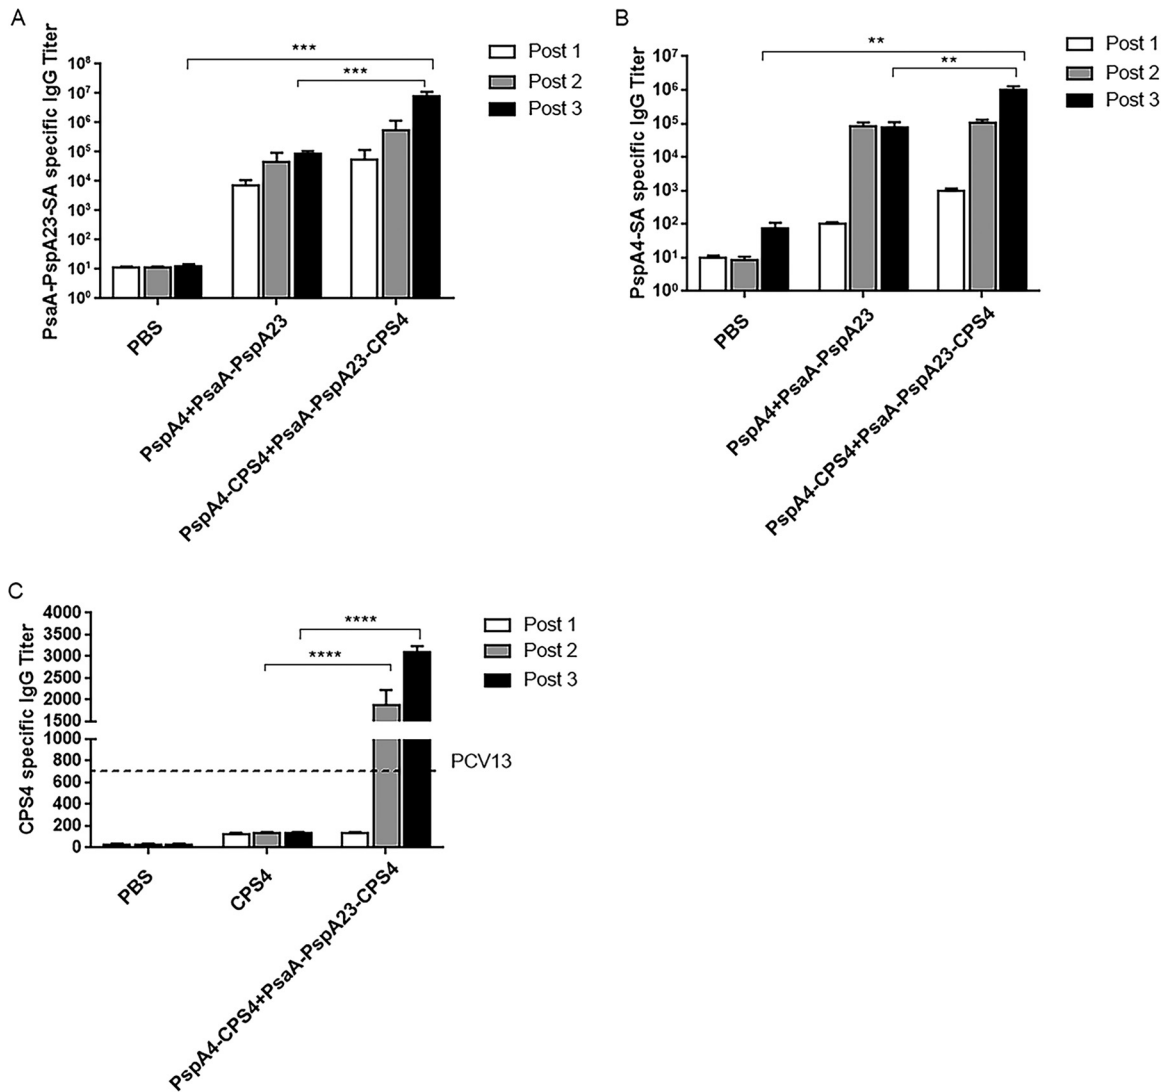 A
PsaA-PspA23-SA specific IgG Titer
10⁸
10⁷
10⁶
10⁵
10⁴
10³
10²
10¹
10⁰
***
***
Post 1
Post 2
Post 3
PBS
PspA4+PsaA-PspA23
PspA4-CPS4+PsaA-PspA23-CPS4
B
PspA4-SA specific IgG Titer
10⁷
10⁶
10⁵
10⁴
10³
10²
10¹
10⁰
**
**
Post 1
Post 2
Post 3
PBS
PspA4+PsaA-PspA23
PspA4-CPS4+PsaA-PspA23-CPS4
C
CPS4 specific IgG Titer
4000
3500
3000
2500
2000
1500
1000
800
600
400
200
0
****
****
Post 1
Post 2
Post 3
PCV13
PBS
CPS4
PspA4-CPS4+PsaA-PspA23-CPS4